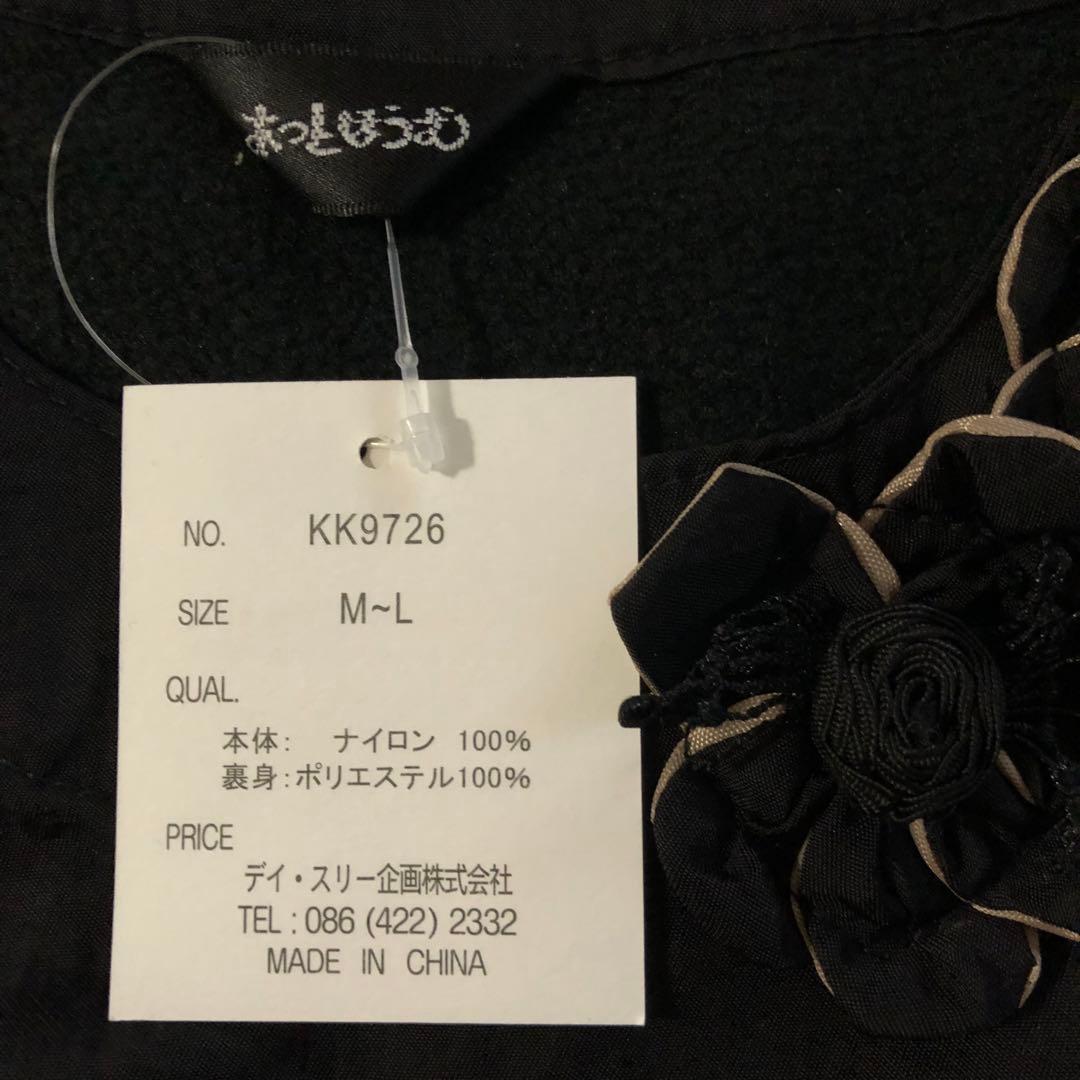 あっとほうむ
NO. KK9726
SIZE M~L
QUAL.
本体: ナイロン 100%
裏身:ポリエステル100%
PRICE
デイ・スリー企画株式会社
TEL : 086 (422) 2332
MADE IN CHINA